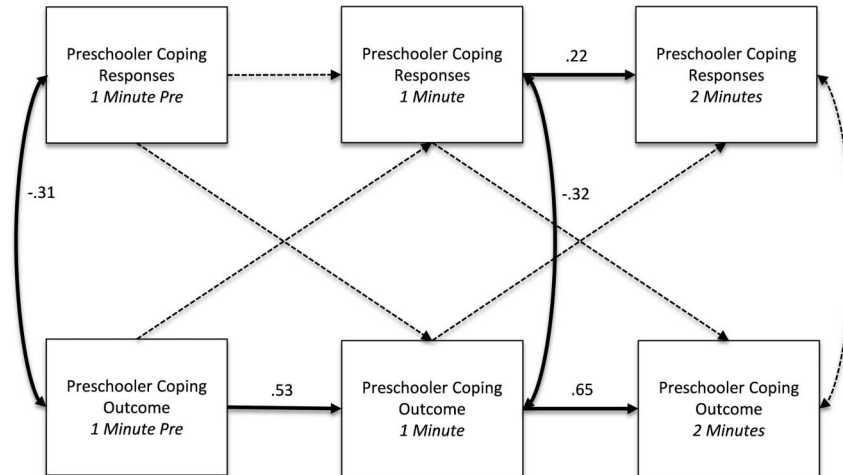 Preschooler Coping
Responses
1 Minute Pre
Preschooler Coping
Responses
1 Minute
.22
Preschooler Coping
Responses
2 Minutes
-.31
-.32
Preschooler Coping
Outcome
1 Minute Pre
.53
Preschooler Coping
Outcome
1 Minute
.65
Preschooler Coping
Outcome
2 Minutes